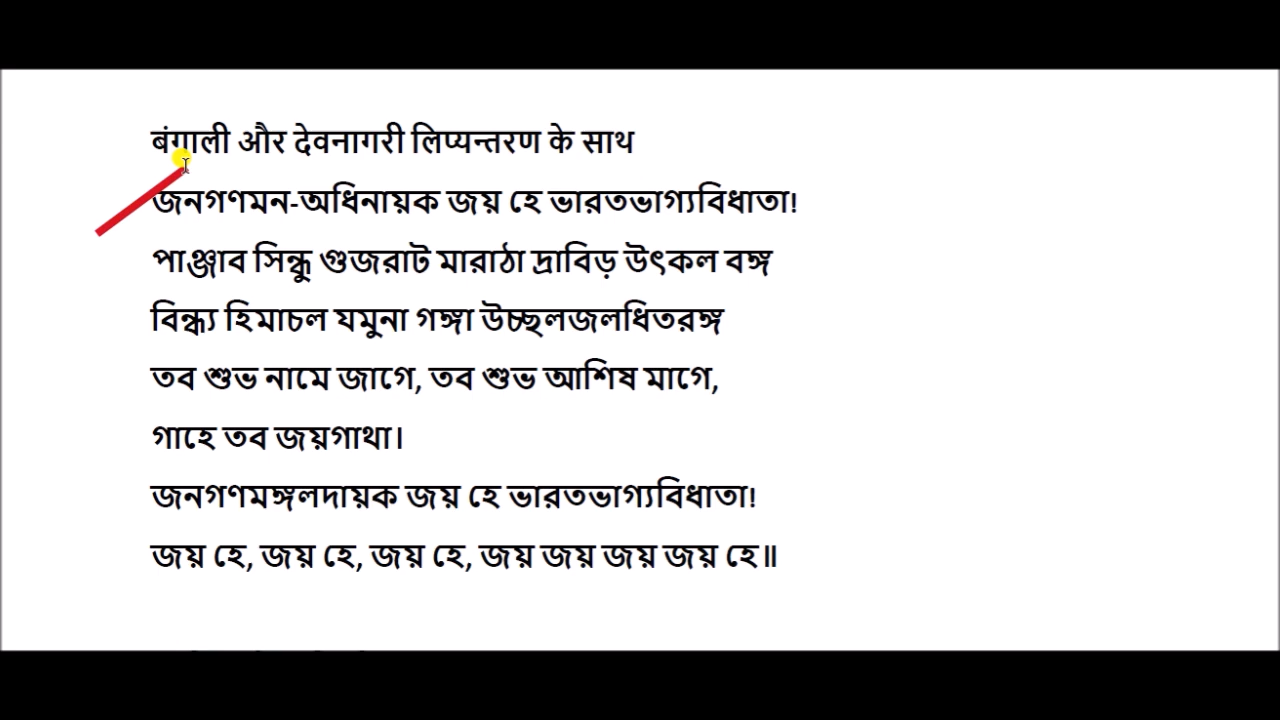 बंगाली और देवनागरी लिप्यन्तरण के साथ
জনগণমন-অধিনায়ক জয় হে ভারতভাগ্যবিধাতা!
পাঞ্জাব সিন্ধু গুজরাট মারাঠা দ্রাবিড় উৎকল বঙ্গ
বিন্ধ্য হিমাচল যমুনা গঙ্গা উচ্ছলজলধিতরঙ্গ
তব শুভ নামে জাগে, তব শুভ আশিষ মাগে,
গাহে তব জয়গাথা।
জনগণমঙ্গলদায়ক জয় হে ভারতভাগ্যবিধাতা!
জয় হে, জয় হে, জয় হে, জয় জয় জয় জয় হে॥